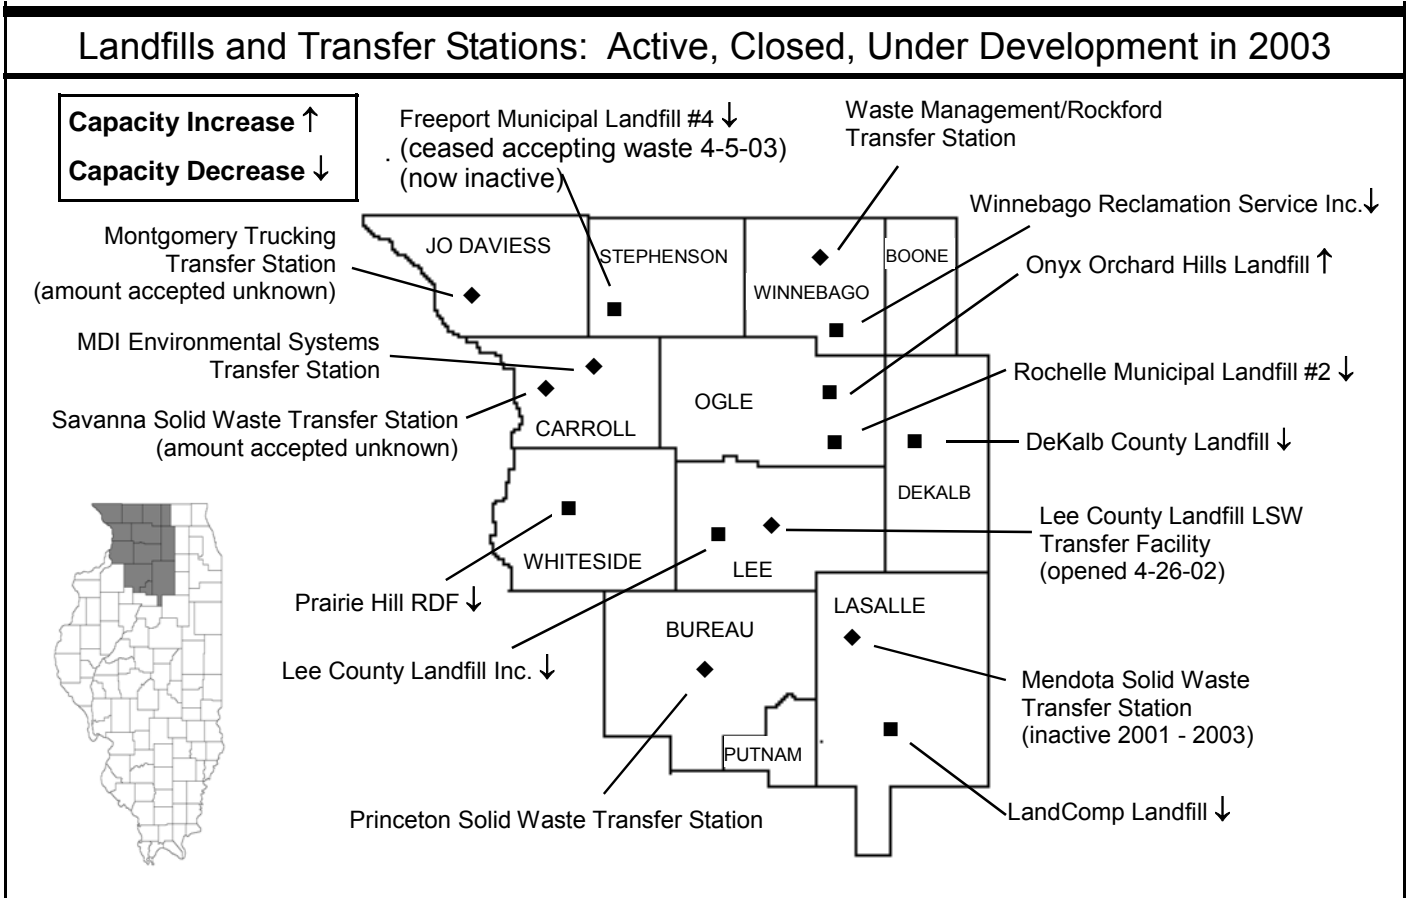 Landfills and Transfer Stations:  Active, Closed, Under Development in 2003
Capacity Increase ↑
Capacity Decrease ↓
Freeport Municipal Landfill #4 ↓
(ceased accepting waste 4-5-03)
(now inactive)
Waste Management/Rockford
Transfer Station
Winnebago Reclamation Service Inc.↓
Onyx Orchard Hills Landfill ↑
Montgomery Trucking
Transfer Station
(amount accepted unknown)
MDI Environmental Systems
Transfer Station
Savanna Solid Waste Transfer Station
(amount accepted unknown)
JO DAVIESS
STEPHENSON
WINNEBAGO
BOONE
CARROLL
OGLE
DEKALB
WHITESIDE
LEE
BUREAU
LASALLE
PUTNAM
Rochelle Municipal Landfill #2 ↓
DeKalb County Landfill ↓
Lee County Landfill LSW
Transfer Facility
(opened 4-26-02)
Prairie Hill RDF ↓
Lee County Landfill Inc. ↓
Mendota Solid Waste
Transfer Station
(inactive 2001 - 2003)
Princeton Solid Waste Transfer Station
LandComp Landfill ↓